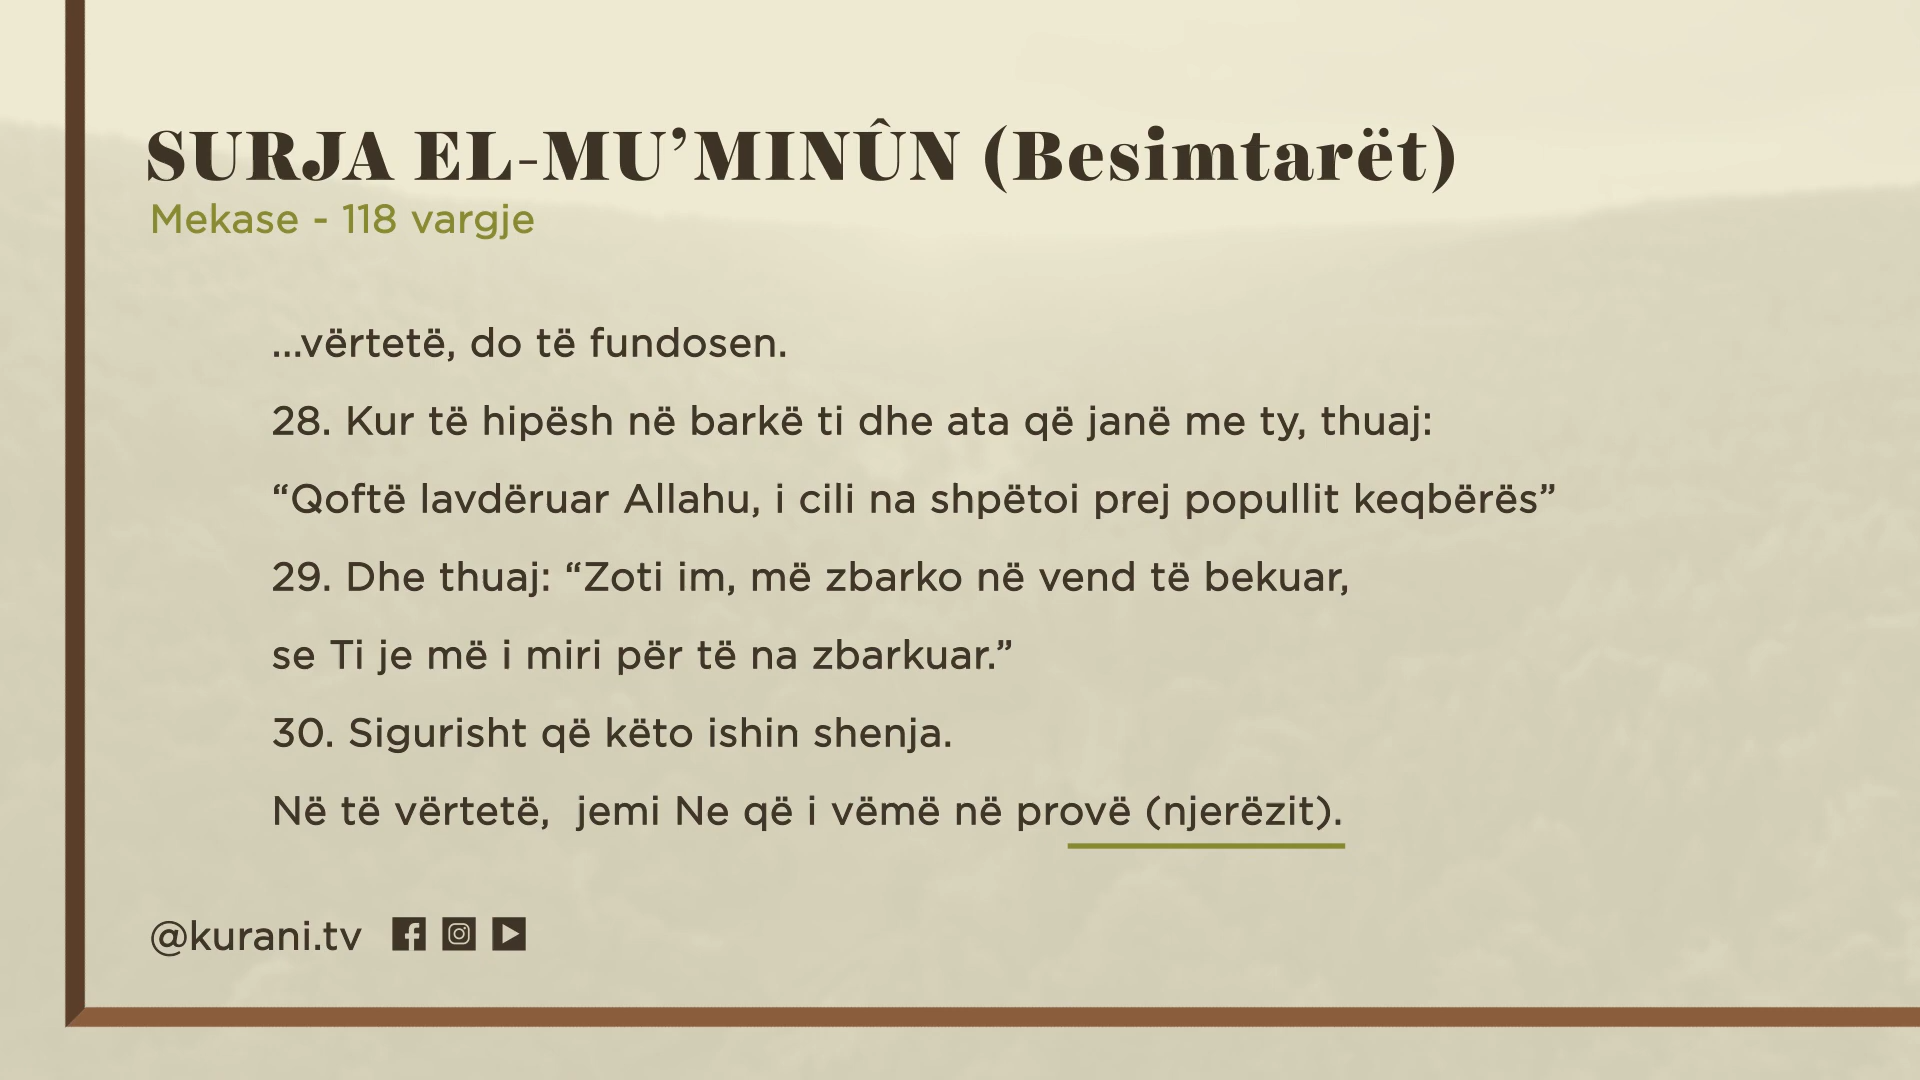 SURJA EL-MU’MINÛN (Besimtarët)
Mekase - 118 vargje
...vërtetë, do të fundosen.
28. Kur të hipësh në barkë ti dhe ata që janë me ty, thuaj:
“Qoftë lavdëruar Allahu, i cili na shpëtoi prej popullit keqbërës”
29. Dhe thuaj: “Zoti im, më zbarko në vend të bekuar,
se Ti je më i miri për të na zbarkuar.”
30. Sigurisht që këto ishin shenja.
Në të vërtetë,  jemi Ne që i vëmë në provë (njerëzit).
@kurani.tv